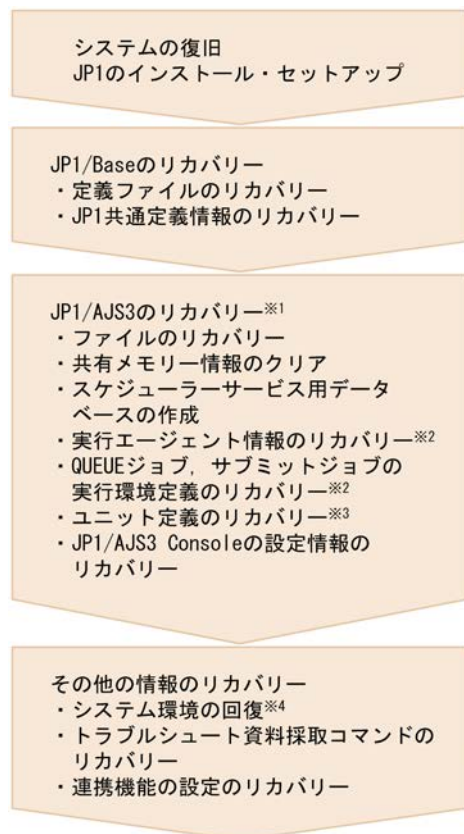 システムの復旧
JP1のインストール・セットアップ
JP1/Baseのリカバリー
・定義ファイルのリカバリー
・JP1共通定義情報のリカバリー
JP1/AJS3のリカバリー※1
・ファイルのリカバリー
・共有メモリー情報のクリア
・スケジューラーサービス用データ
ベースの作成
・実行エージェント情報のリカバリー※2
・QUEUEジョブ，サブミットジョブの
実行環境定義のリカバリー※2
・ユニット定義のリカバリー※3
・JP1/AJS3 Consoleの設定情報の
リカバリー
その他の情報のリカバリー
・システム環境の回復※4
・トラブルシュート資料採取コマンドの
リカバリー
・連携機能の設定のリカバリー